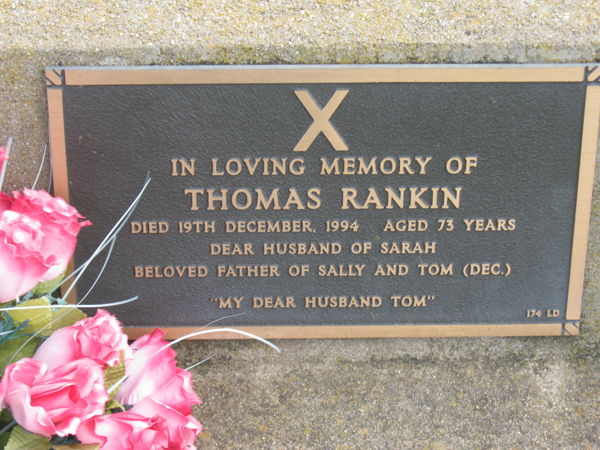 IN LOVING MEMORY OF
THOMAS RANKIN
DIED 19TH DECEMBER, 1994 AGED 73 YEARS
DEAR HUSBAND OF SARAH
BELOVED FATHER OF SALLY AND TOM (DEC.)
"MY DEAR HUSBAND TOM"
174 LD